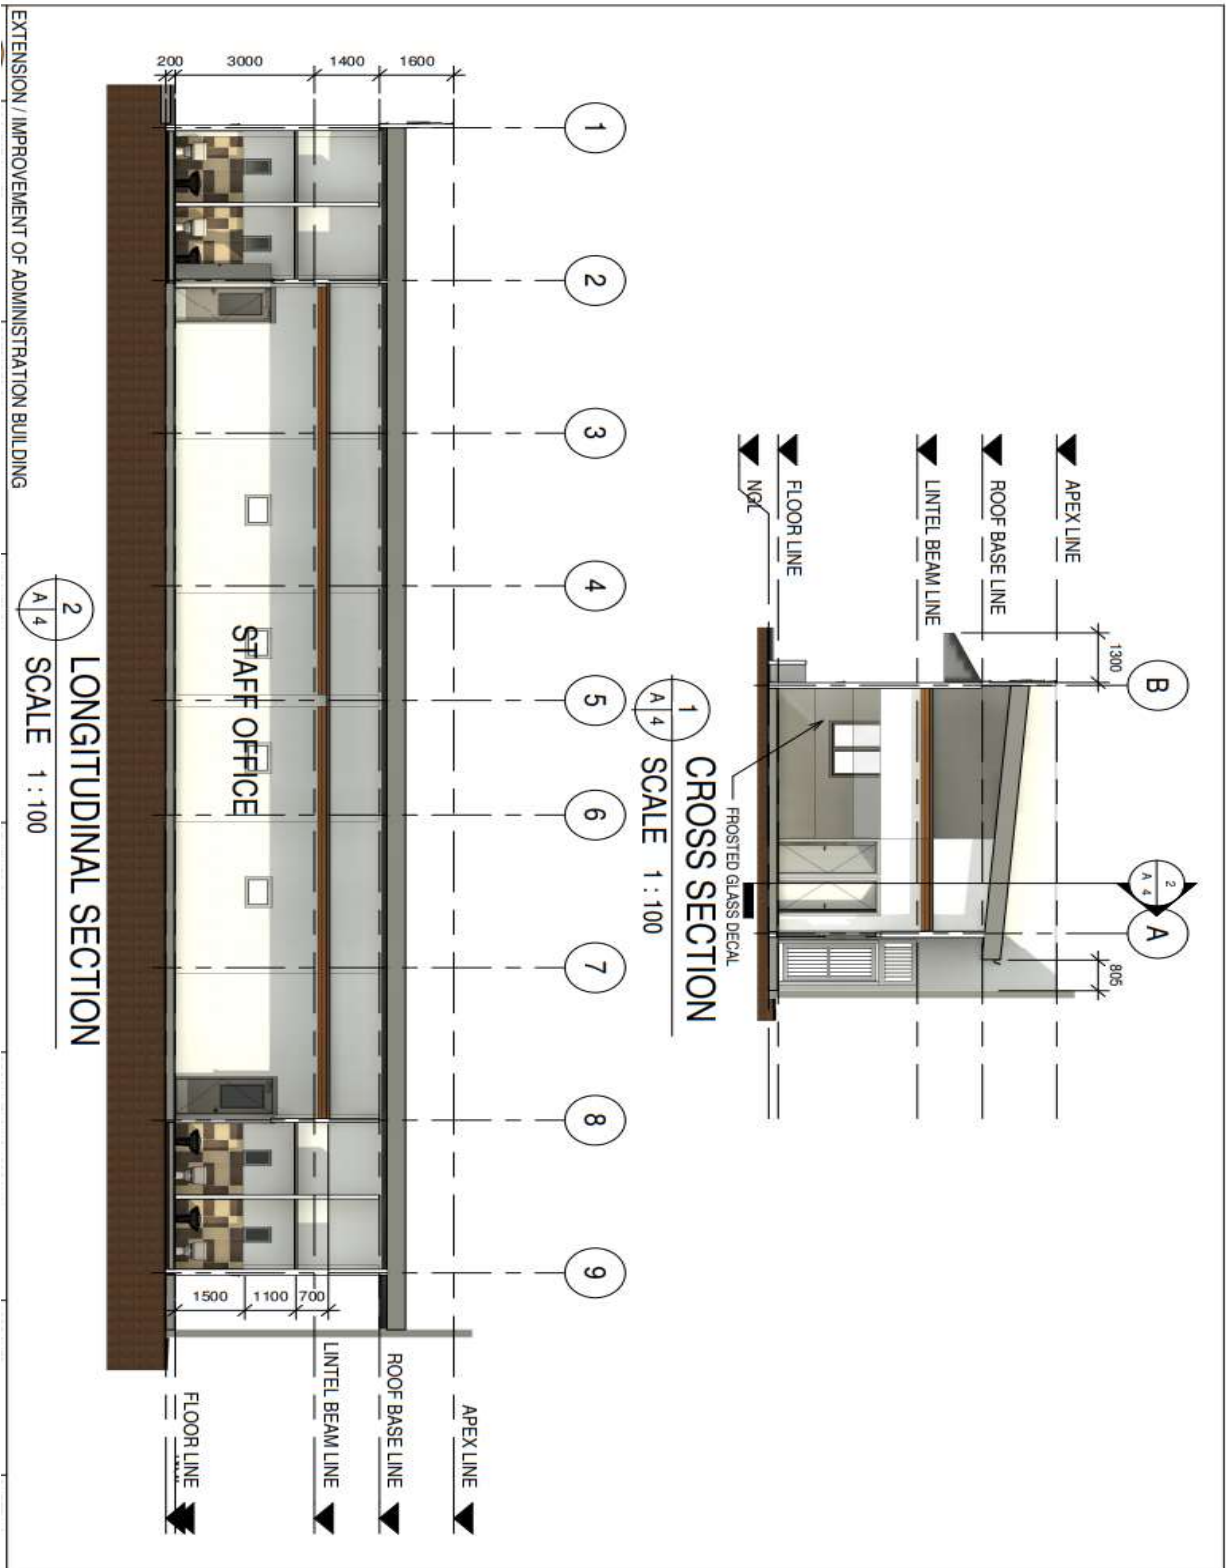 1300
805
B
A
2
A 4
APEX LINE
ROOF BASE LINE
LINTEL BEAM LINE
FLOOR LINE
NGL
FROSTED GLASS DECAL
1
A 4
CROSS SECTION
SCALE 1 : 100
1
2
3
4
5
6
7
8
9
1600
1400
3000
200
STAFF OFFICE
700
1100
1500
APEX LINE
ROOF BASE LINE
LINTEL BEAM LINE
FLOOR LINE
2
A 4
LONGITUDINAL SECTION
SCALE 1 : 100
EXTENSION / IMPROVEMENT OF ADMINISTRATION BUILDING